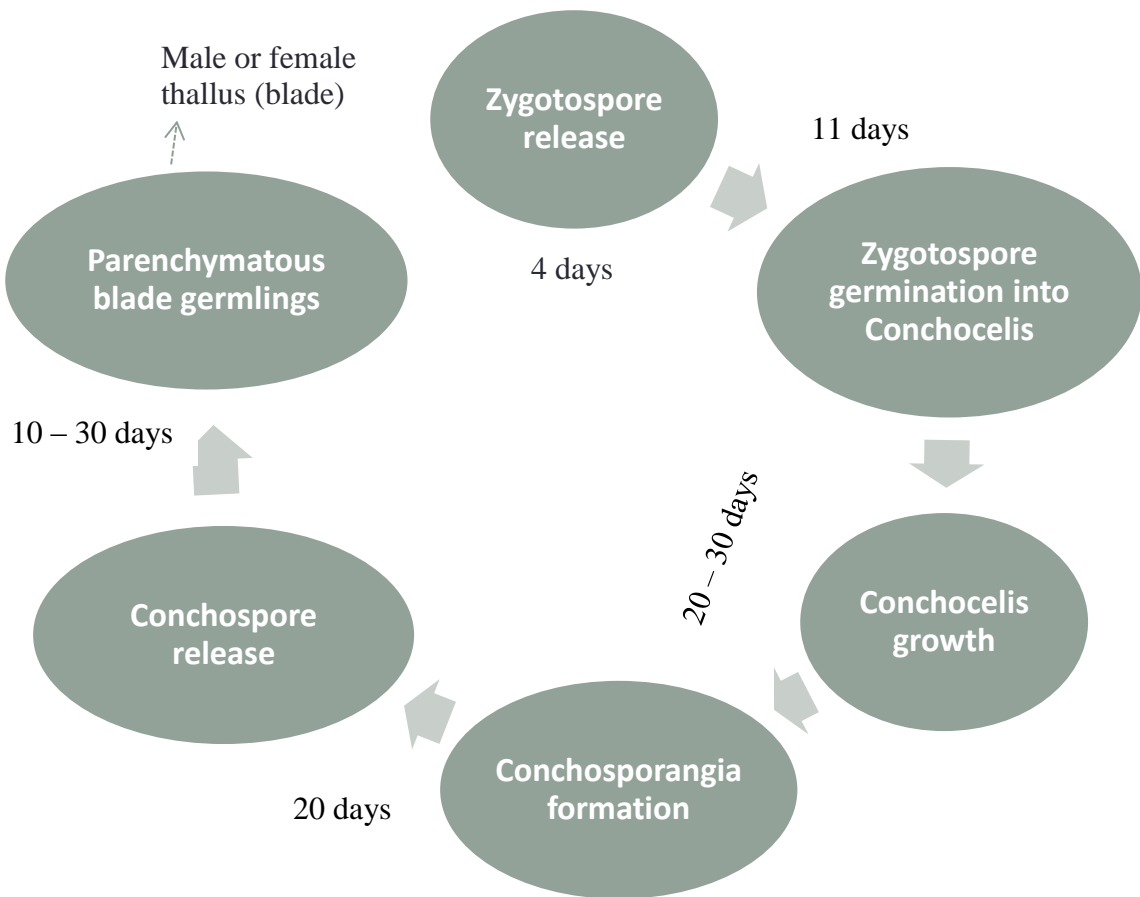 Male or female
thallus (blade)
Zygotospore
release
11 days
4 days
Zygotospore
germination into
Conchocelis
Parenchymatous
blade germlings
10 – 30 days
20 – 30 days
Conchocelis
growth
Conchospore
release
Conchosporangia
formation
20 days